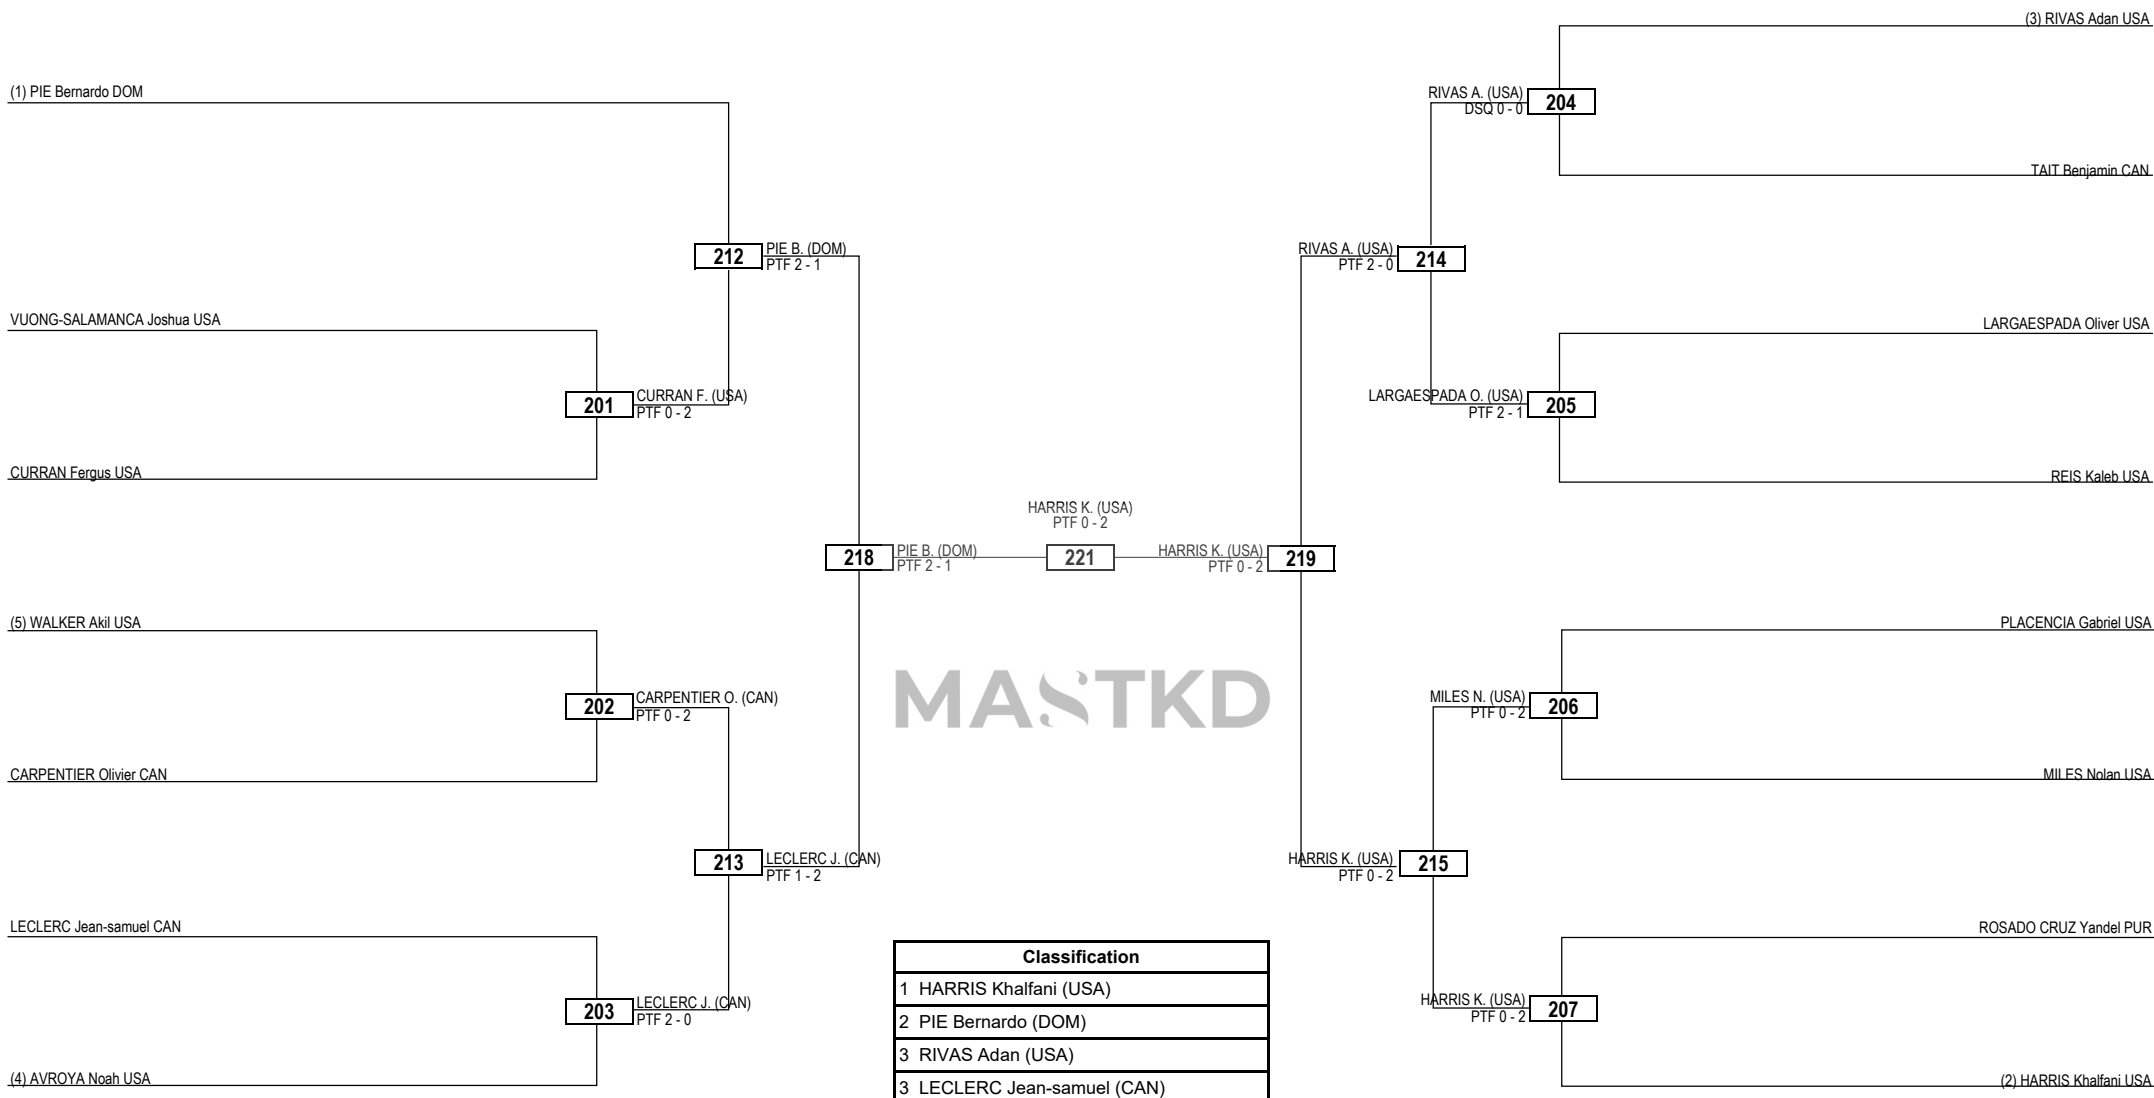 (3) RIVAS Adan USA
(1) PIE Bernardo DOM
RIVAS A. (USA)
DSQ 0 - 0
204
TAIT Benjamin CAN
212
PIE B. (DOM)
PTF 2 - 1
RIVAS A. (USA)
PTF 2 - 0
214
VUONG-SALAMANCA Joshua USA
LARGAESPADA Oliver USA
201
CURRAN F. (USA)
PTF 0 - 2
LARGAESPADA O. (USA)
PTF 2 - 1
205
CURRAN Fergus USA
REIS Kaleb USA
HARRIS K. (USA)
PTF 0 - 2
218
PIE B. (DOM)
PTF 2 - 1
221
HARRIS K. (USA)
PTF 0 - 2
219
(5) WALKER Akil USA
PLACENCIA Gabriel USA
202
CARPENTIER O. (CAN)
PTF 0 - 2
MASTKD
MILES N. (USA)
PTF 0 - 2
206
CARPENTIER Olivier CAN
MILES Nolan USA
213
LECLERC J. (CAN)
PTF 1 - 2
HARRIS K. (USA)
PTF 0 - 2
215
LECLERC Jean-samuel CAN
ROSADO CRUZ Yandel PUR
203
LECLERC J. (CAN)
PTF 2 - 0
HARRIS K. (USA)
PTF 0 - 2
207
(4) AVROYA Noah USA
(2) HARRIS Khalfani USA
Classification
1 HARRIS Khalfani (USA)
2 PIE Bernardo (DOM)
3 RIVAS Adan (USA)
3 LECLERC Jean-samuel (CAN)